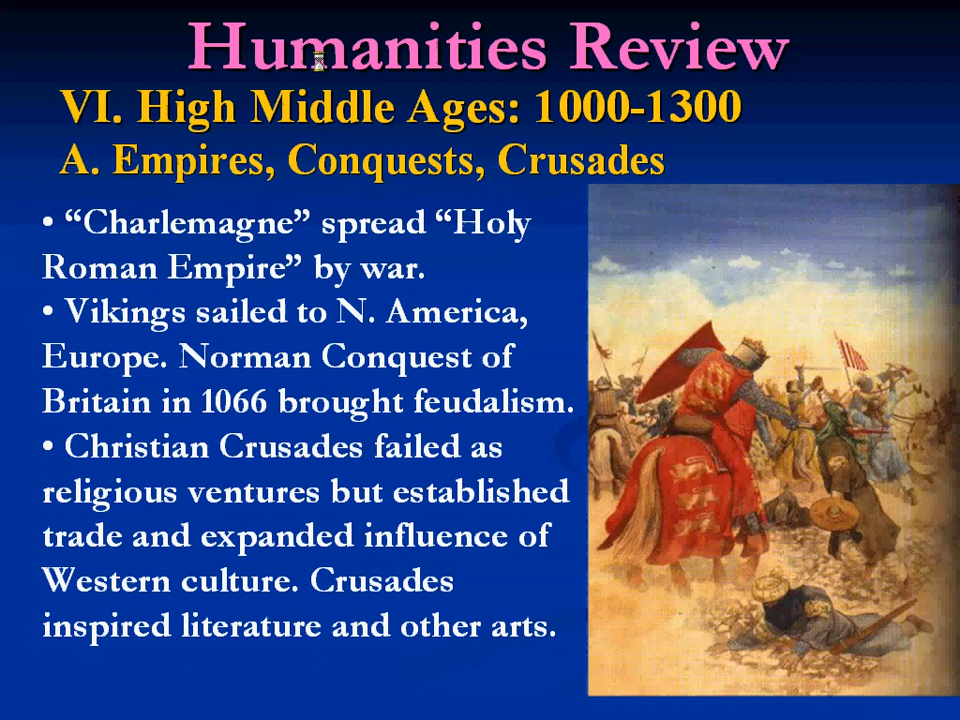 Humanities Review
VI. High Middle Ages: 1000-1300
A. Empires, Conquests, Crusades
• “Charlemagne” spread “Holy
Roman Empire” by war.
• Vikings sailed to N. America,
Europe. Norman Conquest of
Britain in 1066 brought feudalism.
• Christian Crusades failed as
religious ventures but established
trade and expanded influence of
Western culture. Crusades
inspired literature and other arts.